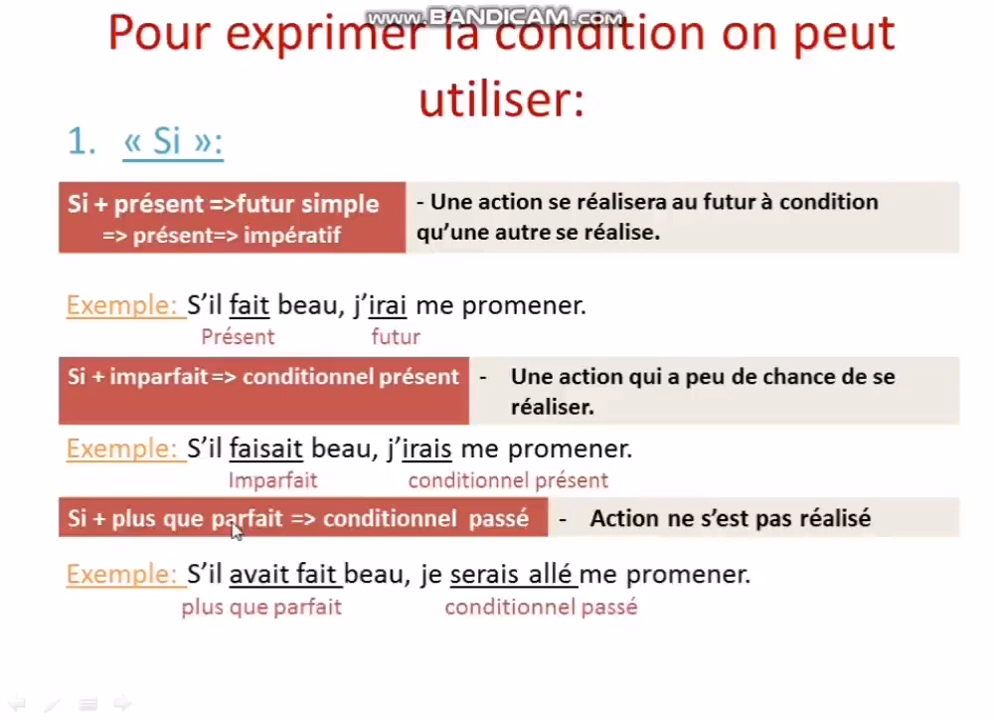 www.BANDICAM.com
Pour exprimer la condition on peut
utiliser:
1. « Si »:
Si + présent =>futur simple
=> présent=> impératif
- Une action se réalisera au futur à condition
qu'une autre se réalise.
Exemple: S'il fait beau, j'irai me promener.
Présent futur
Si + imparfait => conditionnel présent
- Une action qui a peu de chance de se
réaliser.
Exemple: S'il faisait beau, j'irais me promener.
Imparfait conditionnel présent
Si + plus que parfait => conditionnel passé
- Action ne s'est pas réalisé
Exemple: S'il avait fait beau, je serais allé me promener.
plus que parfait conditionnel passé